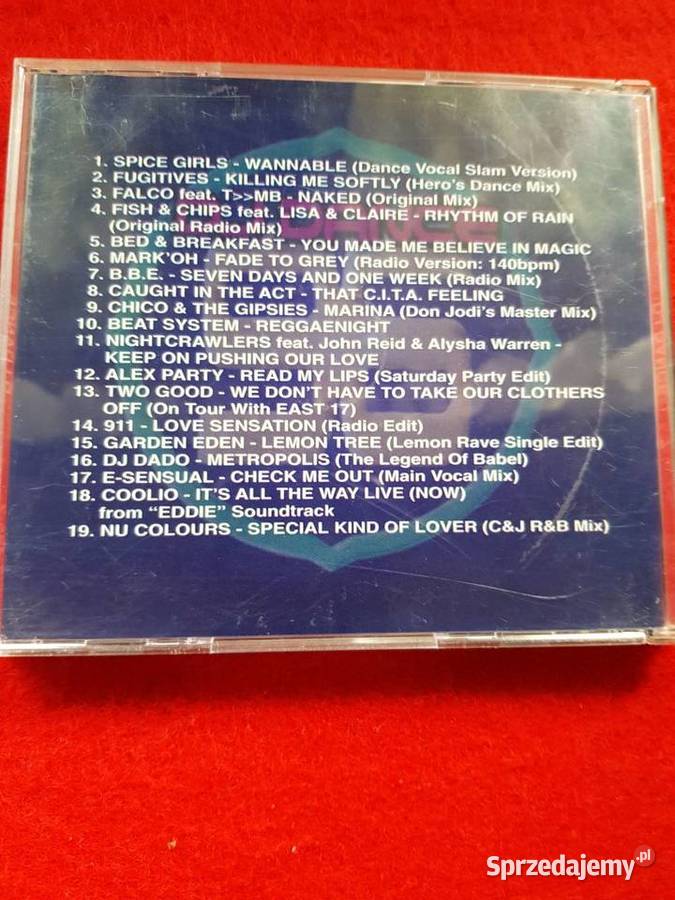 1. SPICE GIRLS - WANNABLE (Dance Vocal Slam Version)
2. FUGITIVES - KILLING ME SOFTLY (Hero's Dance Mix)
3. FALCO feat. T>>MB - NAKED (Original Mix)
4. FISH & CHIPS feat. LISA & CLAIRE - RHYTHM OF RAIN
(Original Radio Mix)
5. BED & BREAKFAST - YOU MADE ME BELIEVE IN MAGIC
6. MARK'OH - FADE TO GREY (Radio Version: 140bpm)
7. B.B.E. - SEVEN DAYS AND ONE WEEK (Radio Mix)
8. CAUGHT IN THE ACT - THAT C.I.T.A. FEELING
9. CHICO & THE GIPSIES - MARINA (Don Jodi's Master Mix)
10. BEAT SYSTEM - REGGAENIGHT
11. NIGHTCRAWLERS feat. John Reid & Alysha Warren -
KEEP ON PUSHING OUR LOVE
12. ALEX PARTY - READ MY LIPS (Saturday Party Edit)
13. TWO GOOD - WE DON'T HAVE TO TAKE OUR CLOTHERS
OFF (On Tour With EAST 17)
14. 911 - LOVE SENSATION (Radio Edit)
15. GARDEN EDEN - LEMON TREE (Lemon Rave Single Edit)
16. DJ DADO - METROPOLIS (The Legend Of Babel)
17. E-SENSUAL - CHECK ME OUT (Main Vocal Mix)
18. COOLIO - IT'S ALL THE WAY LIVE (NOW)
from "EDDIE" Soundtrack
19. NU COLOURS - SPECIAL KIND OF LOVER (C&J R&B Mix)
Sprzedajemy.pl